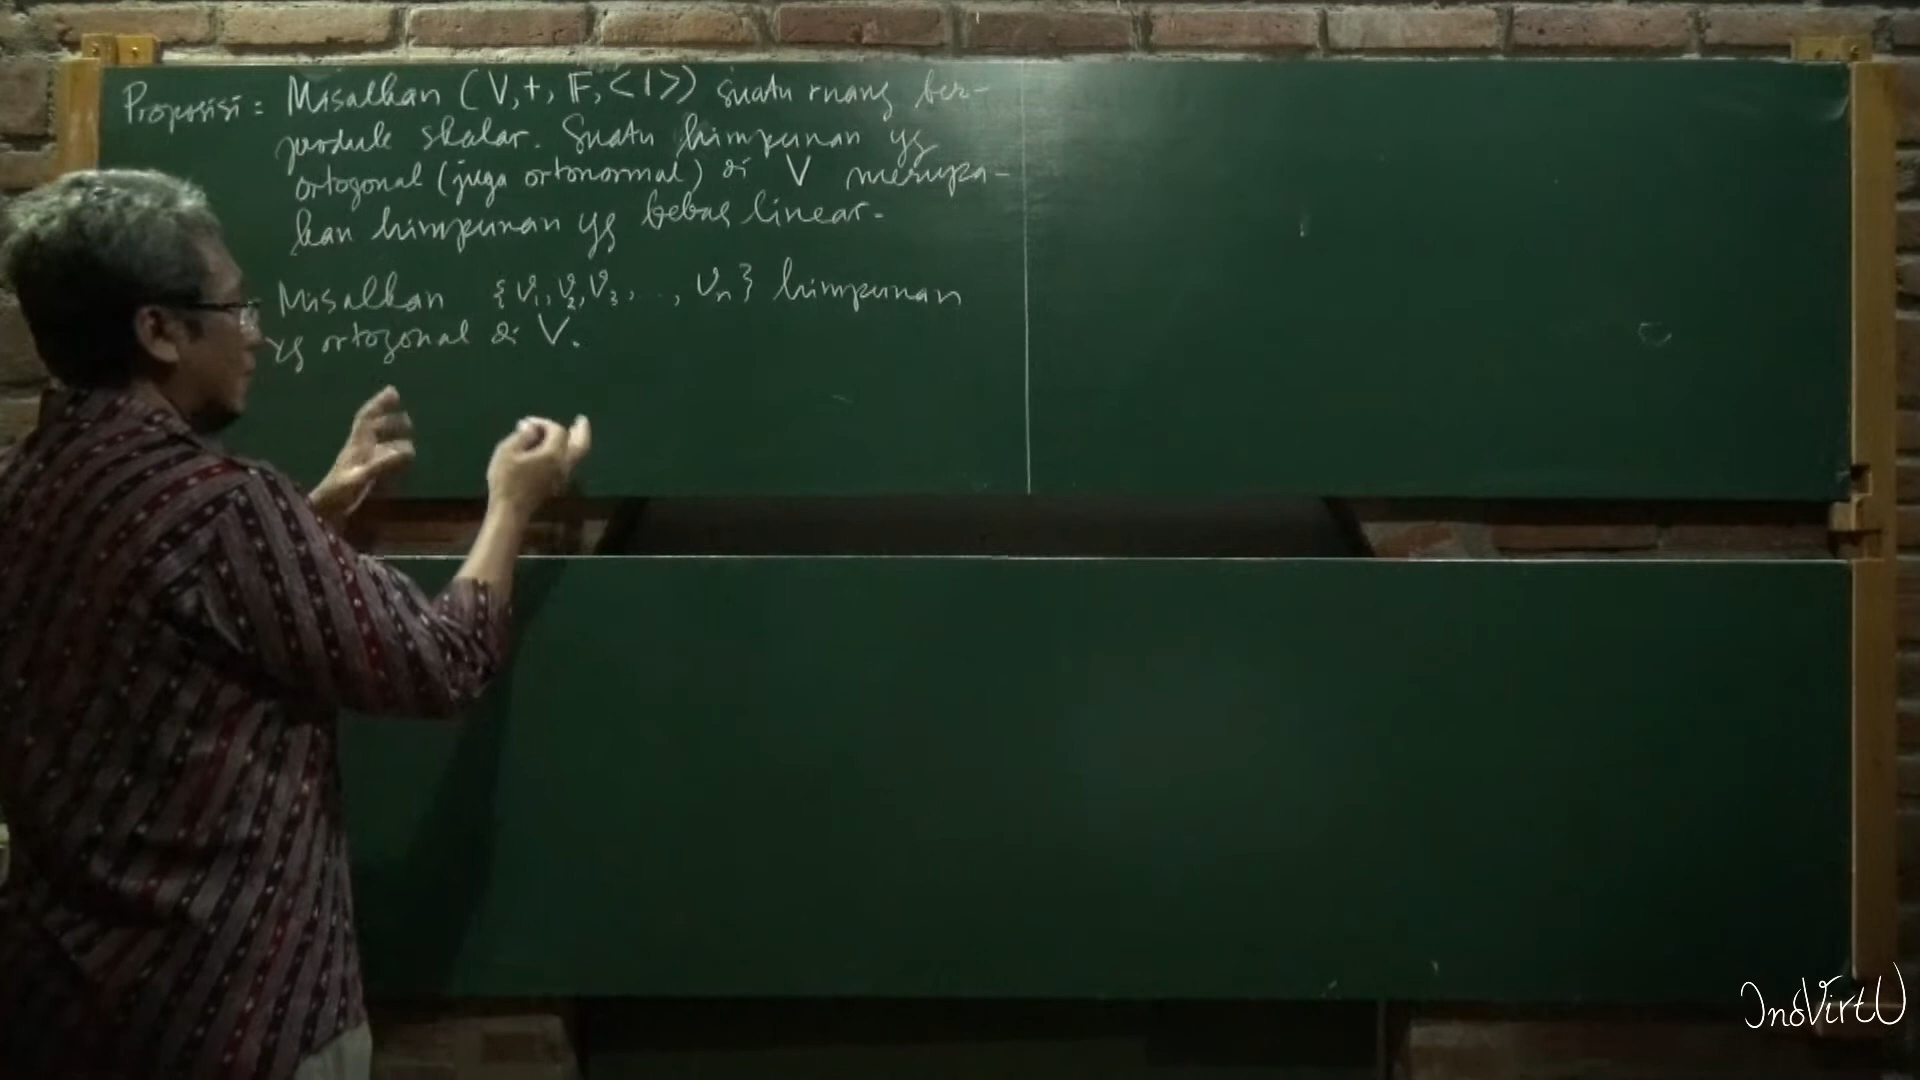 Proposisi = Misalkan (V, +, F, <|>) suatu ruang ber-
produk skalar. Suatu himpunan yg
ortogonal (juga ortonormal) di V merupa-
kan himpunan yg bebas linear.
Misalkan {v₁, v₂, v₃, .., vₙ} himpunan
yg ortogonal di V.
IndVirtU